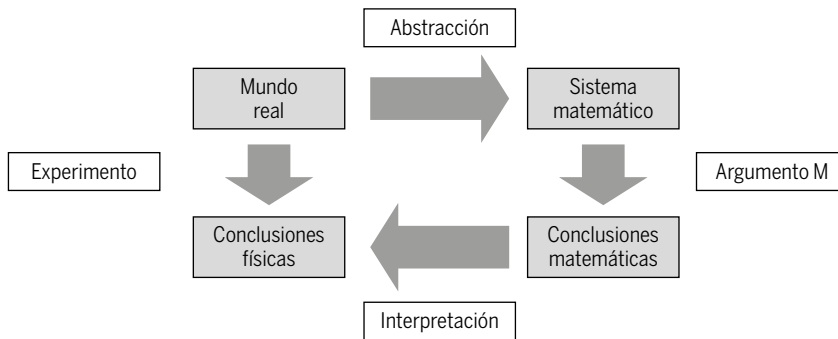 Abstracción
Mundo
real
Sistema
matemático
Experimento
Argumento M
Conclusiones
físicas
Conclusiones
matemáticas
Interpretación